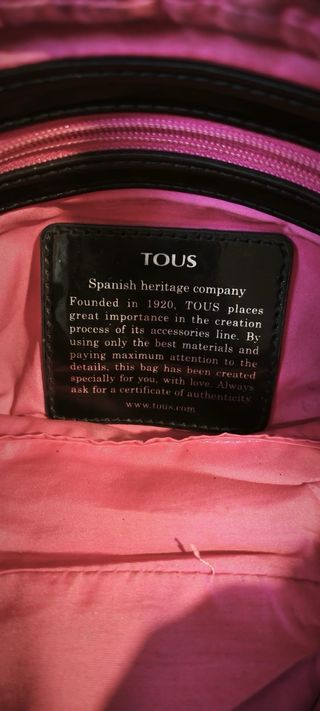 TOUS
Spanish heritage company
Founded in 1920, TOUS places
great importance in the creation
process of its accessories line. By
using only the best materials and
paying maximum attention to the
details, this bag has been created
specially for you, with love. Always
ask for a certificate of authenticity.
www.tous.com